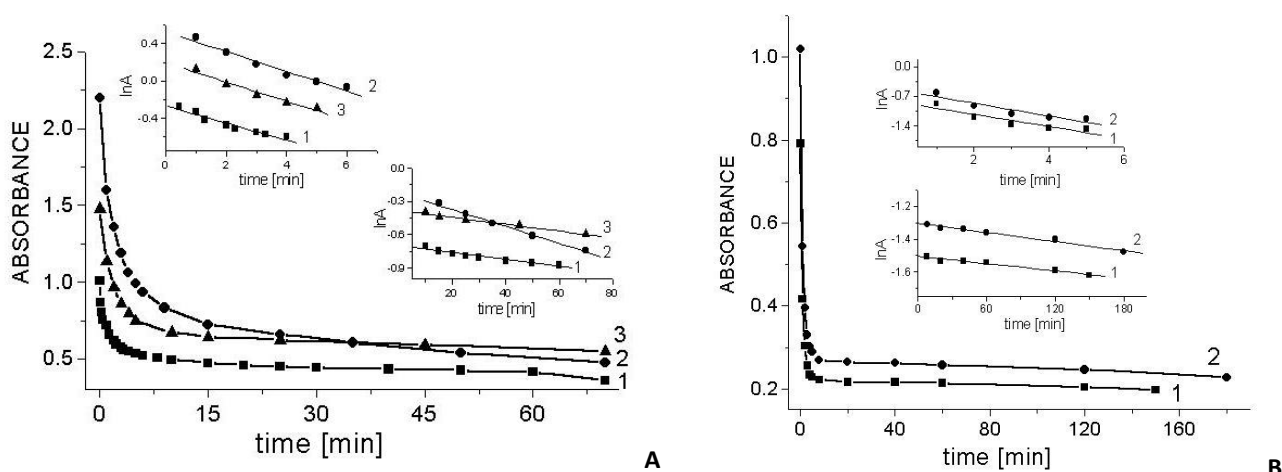 ABSORBANCE
2.5
2.0
1.5
1.0
0.5
0 15 30 45 60
time [min]
1
2
3
lnA
0.4
0.0
-0.4
0 2 4 6
time [min]
2
3
1
lnA
0.0
-0.3
-0.6
-0.9
20 40 60 80
time [min]
3
2
1
A
ABSORBANCE
1.0
0.8
0.6
0.4
0.2
0 40 80 120 160
time [min]
2
1
lnA
0.0
-0.7
-1.4
2 4 6
time [min]
2
1
lnA
-1.2
-1.4
-1.6
0 60 120 180
time [min]
2
1
B